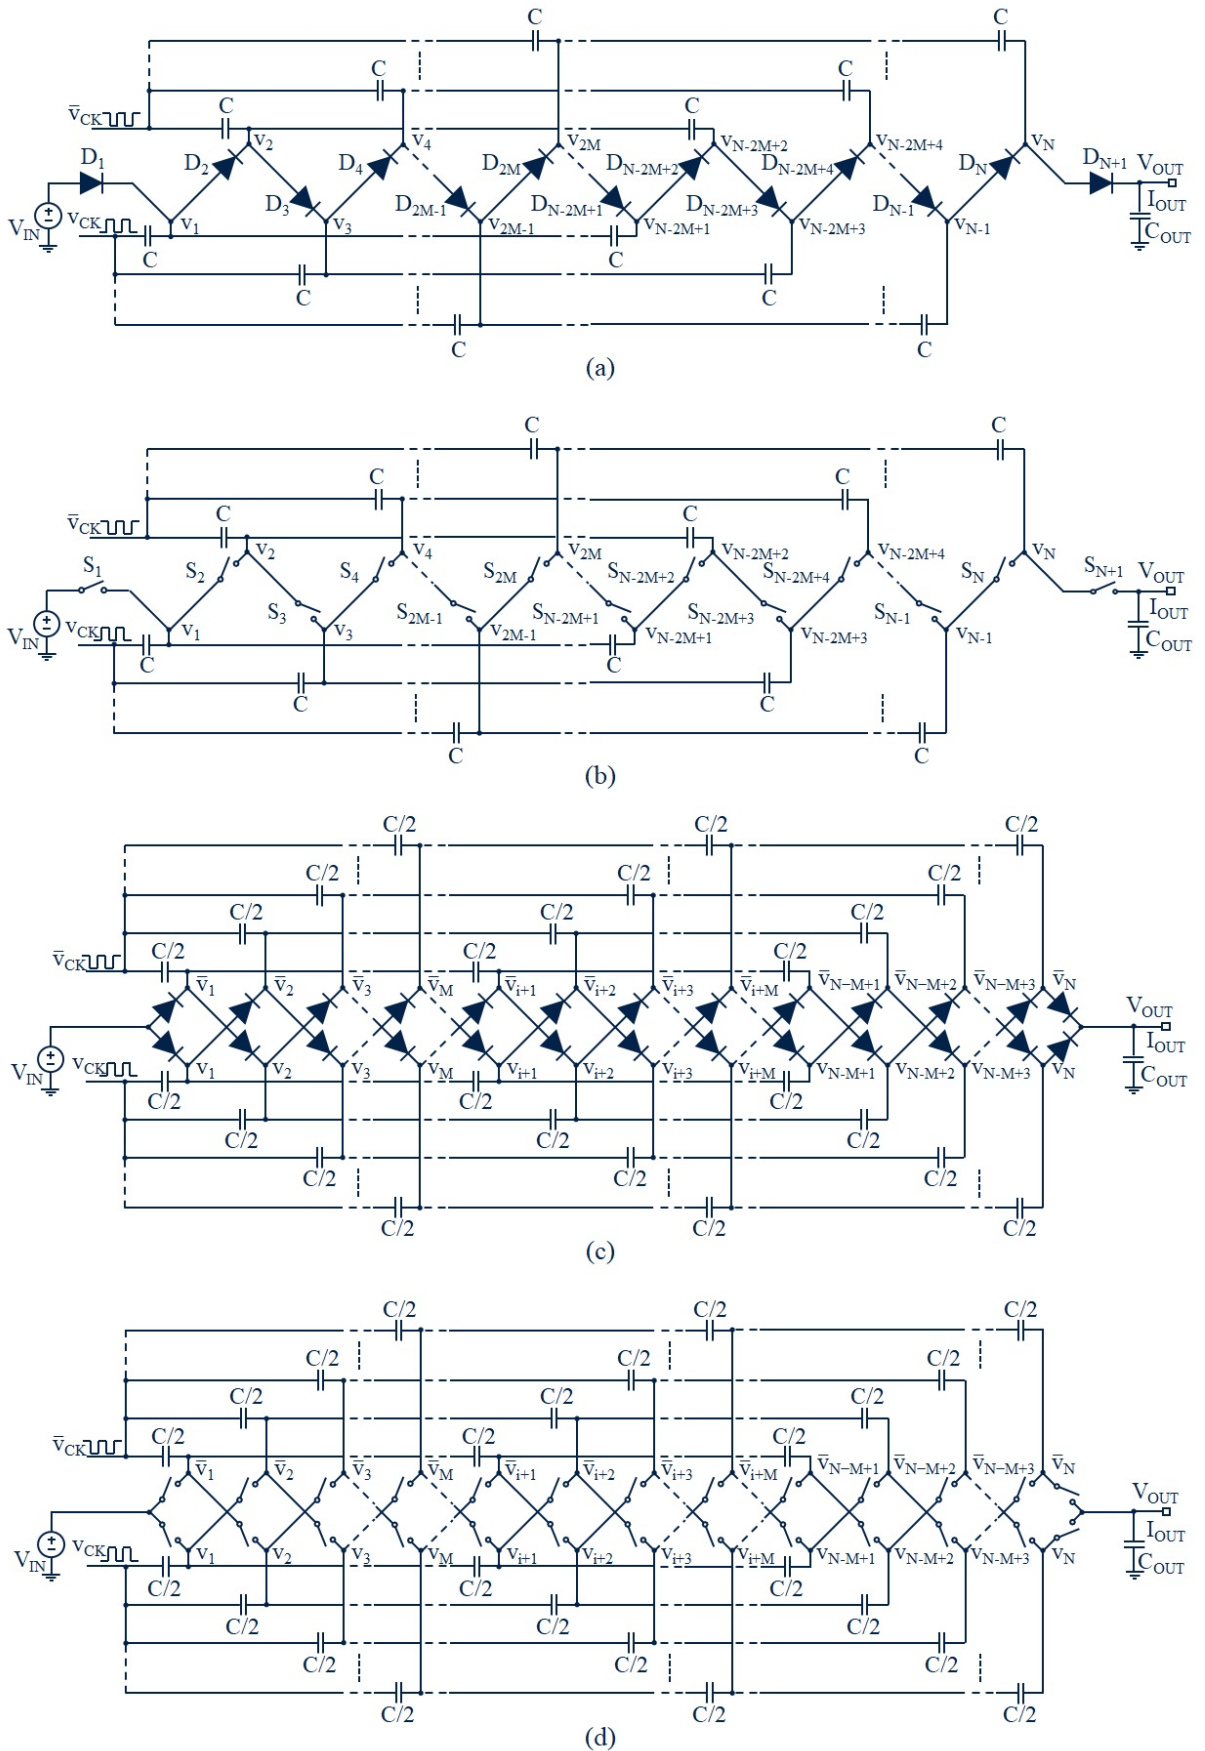 C C
C C
v̅CK C C
D1 D2 v2 D4 v4 D2M v2M DN-2M+2 vN-2M+2 DN-2M+4 vN-2M+4 DN vN DN+1 VOUT
VIN D3 D2M-1 DN-2M+1 DN-2M+3 DN-1 IOUT
vCK v1 v3 v2M-1 vN-2M+1 vN-2M+3 vN-1 COUT
C C
C C
C C
(a)
C C
C C
v̅CK C C
S1 S2 v2 S4 v4 S2M v2M SN-2M+2 vN-2M+2 SN-2M+4 vN-2M+4 SN vN SN+1 VOUT
VIN S3 S2M-1 SN-2M+1 SN-2M+3 SN-1 IOUT
vCK v1 v3 v2M-1 vN-2M+1 vN-2M+3 vN-1 COUT
C C
C C
C C
(b)
C/2 C/2 C/2
C/2 C/2 C/2
C/2 C/2 C/2
v̅CK C/2 C/2 C/2
v̅1 v̅2 v̅3 v̅M v̅i+1 v̅i+2 v̅i+3 v̅i+M v̅N−M+1 v̅N−M+2 v̅N−M+3 v̅N VOUT
VIN IOUT
vCK v1 v2 v3 vM vi+1 vi+2 vi+3 vi+M vN-M+1 vN-M+2 vN-M+3 vN COUT
C/2 C/2 C/2
C/2 C/2 C/2
C/2 C/2 C/2
C/2 C/2 C/2
(c)
C/2 C/2 C/2
C/2 C/2 C/2
C/2 C/2 C/2
v̅CK C/2 C/2 C/2
v̅1 v̅2 v̅3 v̅M v̅i+1 v̅i+2 v̅i+3 v̅i+M v̅N−M+1 v̅N−M+2 v̅N−M+3 v̅N VOUT
VIN IOUT
vCK v1 v2 v3 vM vi+1 vi+2 vi+3 vi+M vN-M+1 vN-M+2 vN-M+3 vN COUT
C/2 C/2 C/2
C/2 C/2 C/2
C/2 C/2 C/2
C/2 C/2 C/2
(d)